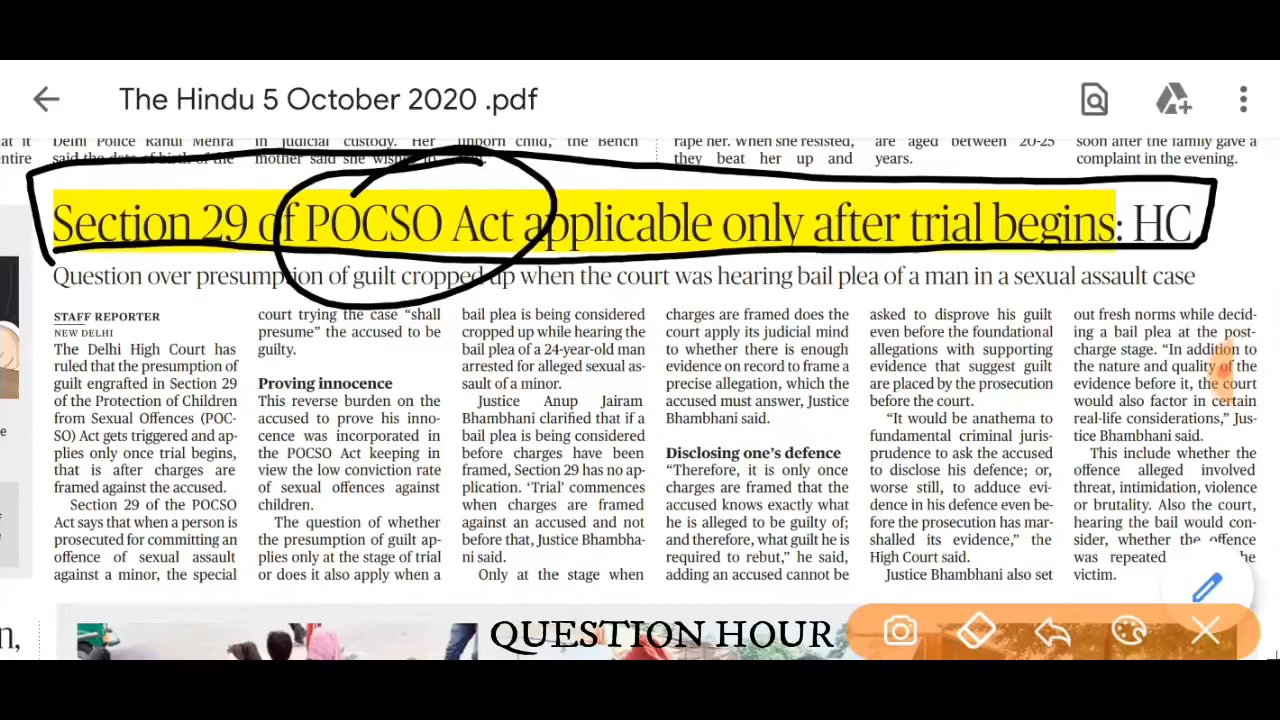 The Hindu 5 October 2020 .pdf
at it
entire
Delhi Police Rahul Mehra
said the date of birth of the
in judicial custody. Her
mother said she wishe
unborn child," the Bench
rape her. When she resisted,
they beat her up and
are aged between 20-25
years.
soon after the family gave a
complaint in the evening.
Section 29 of POCSO Act applicable only after trial begins: HC
Question over presumption of guilt cropped up when the court was hearing bail plea of a man in a sexual assault case
STAFF REPORTER
NEW DELHI
The Delhi High Court has
ruled that the presumption of
guilt engrafted in Section 29
of the Protection of Children
from Sexual Offences (POC-
SO) Act gets triggered and ap-
plies only once trial begins,
that is after charges are
framed against the accused.
Section 29 of the POCSO
Act says that when a person is
prosecuted for committing an
offence of sexual assault
against a minor, the special
court trying the case "shall
presume" the accused to be
guilty.
Proving innocence
This reverse burden on the
accused to prove his inno-
cence was incorporated in
the POCSO Act keeping in
view the low conviction rate
of sexual offences against
children.
The question of whether
the presumption of guilt ap-
plies only at the stage of trial
or does it also apply when a
bail plea is being considered
cropped up while hearing the
bail plea of a 24-year-old man
arrested for alleged sexual as-
sault of a minor.
Justice Anup Jairam
Bhambhani clarified that if a
bail plea is being considered
before charges have been
framed, Section 29 has no ap-
plication. 'Trial' commences
when charges are framed
against an accused and not
before that, Justice Bhambha-
ni said.
Only at the stage when
charges are framed does the
court apply its judicial mind
to whether there is enough
evidence on record to frame a
precise allegation, which the
accused must answer, Justice
Bhambhani said.
Disclosing one's defence
"Therefore, it is only once
charges are framed that the
accused knows exactly what
he is alleged to be guilty of;
and therefore, what guilt he is
required to rebut," he said,
adding an accused cannot be
asked to disprove his guilt
even before the foundational
allegations with supporting
evidence that suggest guilt
are placed by the prosecution
before the court.
"It would be anathema to
fundamental criminal juris-
prudence to ask the accused
to disclose his defence; or,
worse still, to adduce evi-
dence in his defence even be-
fore the prosecution has mar-
shalled its evidence," the
High Court said.
Justice Bhambhani also set
out fresh norms while decid-
ing a bail plea at the post-
charge stage. "In addition to
the nature and quality of the
evidence before it, the court
would also factor in certain
real-life considerations," Jus-
tice Bhambhani said.
This include whether the
offence alleged involved
threat, intimidation, violence
or brutality. Also the court,
hearing the bail would con-
sider, whether the offence
was repeated he
victim.
n,
QUESTION HOUR